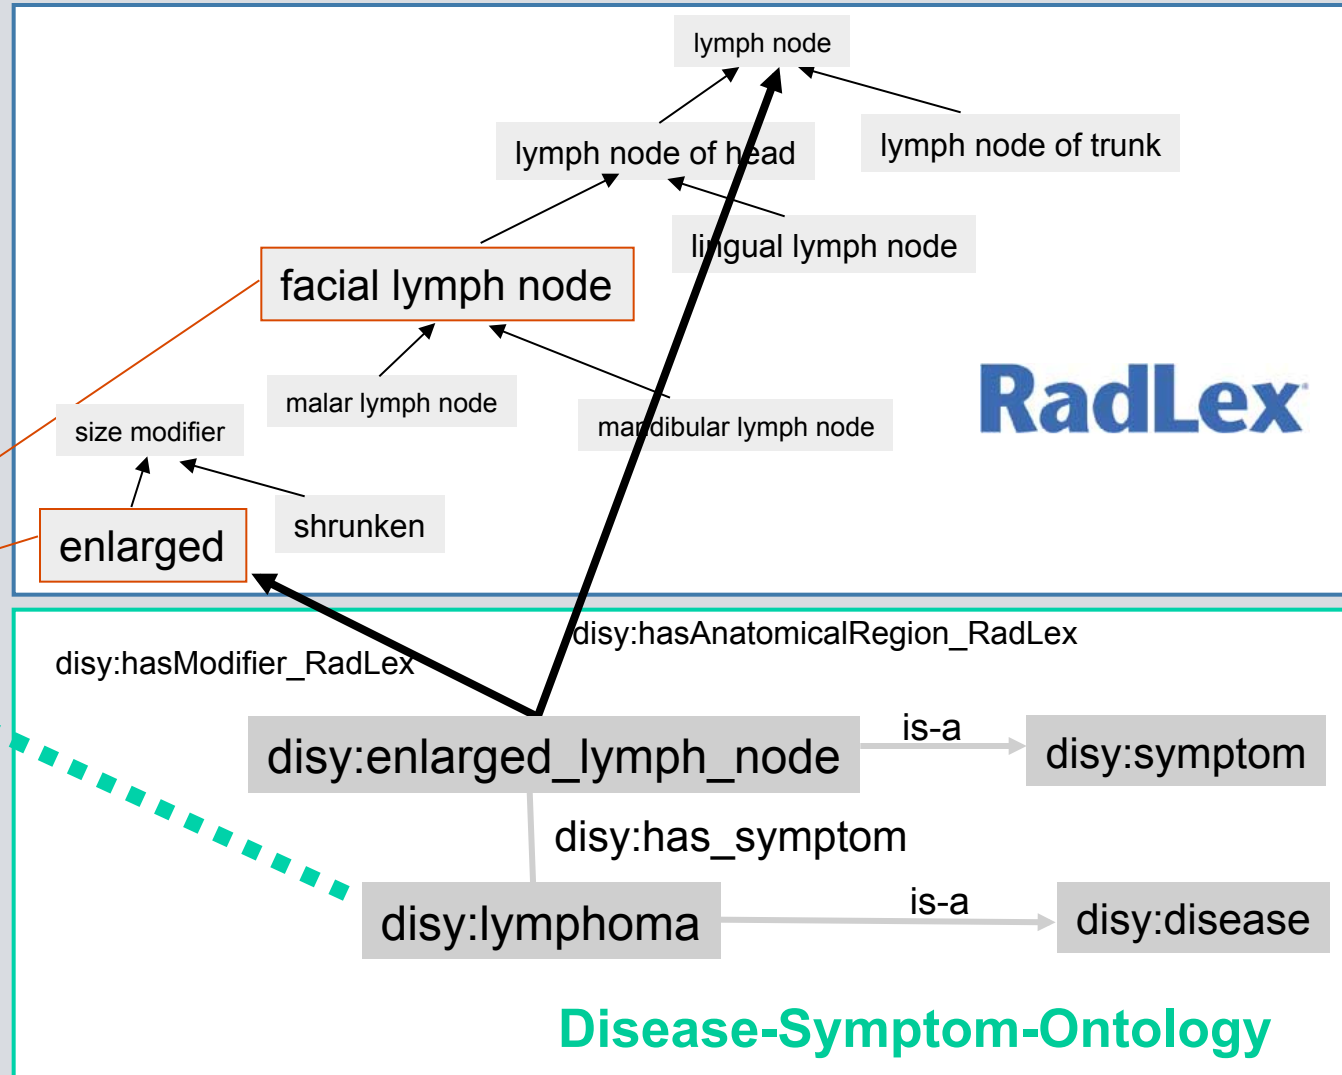 lymph node
lymph node of head
lymph node of trunk
lingual lymph node
facial lymph node
malar lymph node
mandibular lymph node
RadLex
size modifier
shrunken
enlarged
disy:hasAnatomicalRegion_RadLex
disy:hasModifier_RadLex
disy:enlarged_lymph_node
is-a
disy:symptom
disy:has_symptom
disy:lymphoma
is-a
disy:disease
Disease-Symptom-Ontology